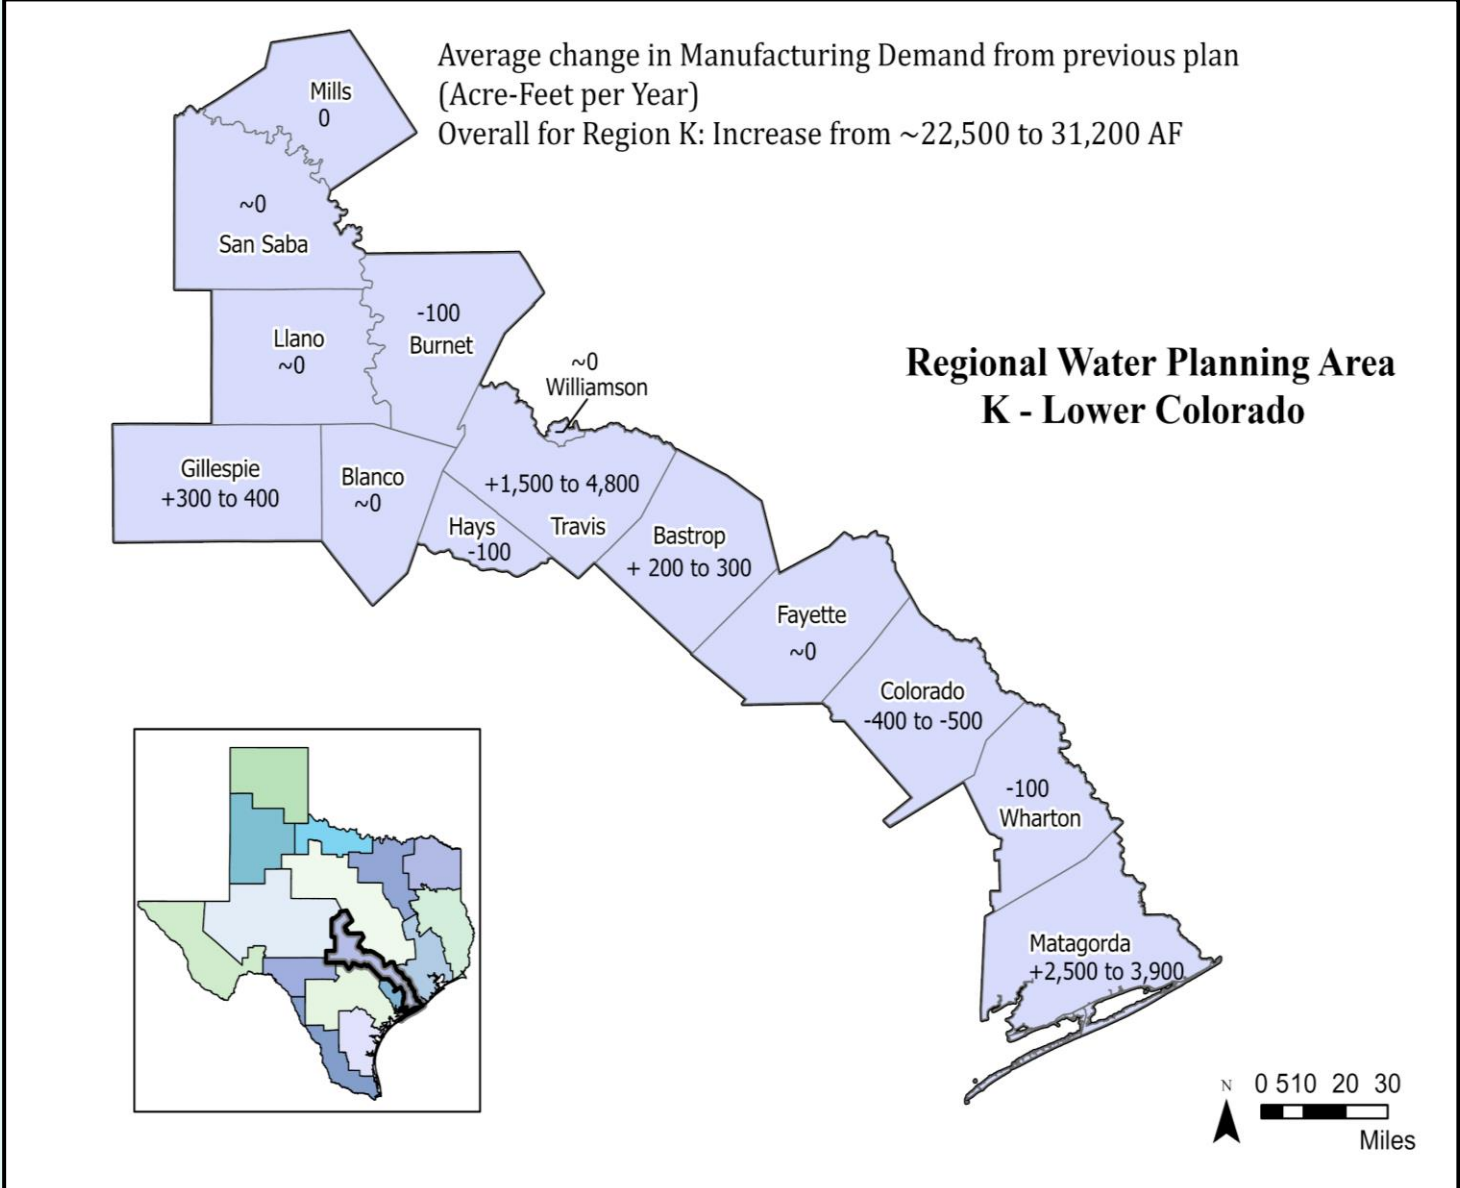 Average change in Manufacturing Demand from previous plan
(Acre-Feet per Year)
Overall for Region K: Increase from ~22,500 to 31,200 AF
Mills
0
~0
San Saba
Llano
~0
-100
Burnet
~0
Williamson
Regional Water Planning Area
K - Lower Colorado
Gillespie
+300 to 400
Blanco
~0
Hays
-100
+1,500 to 4,800
Travis
Bastrop
+ 200 to 300
Fayette
~0
Colorado
-400 to -500
-100
Wharton
Matagorda
+2,500 to 3,900
N
0 510 20 30
Miles